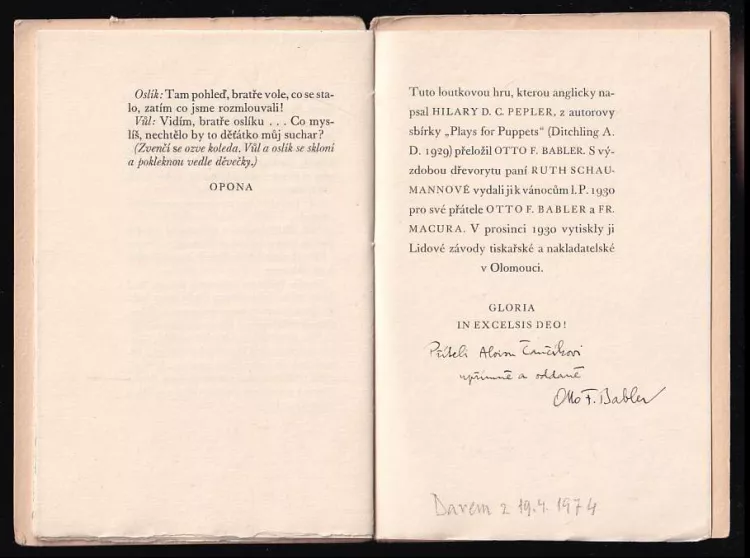 Oslík: Tam pohleď, bratře vole, co se sta-
lo, zatím co jsme rozmlouvali!
Vůl: Vidím, bratře oslíku . . . Co mys-
líš, nechtělo by to děťátko můj suchar?
(Zvenčí se ozve koleda. Vůl a oslík se skloní
a pokleknou vedle děvečky.)
OPONA
Tuto loutkovou hru, kterou anglicky na-
psal HILARY D. C. PEPLER, z autorovy
sbírky „Plays for Puppets“ (Ditchling A.
D. 1929) přeložil OTTO F. BABLER. S vý-
zdobou dřevorytu paní RUTH SCHAU-
MANNOVÉ vydali ji k vánocům l. P. 1930
pro své přátele OTTO F. BABLER a FR.
MACURA. V prosinci 1930 vytiskly ji
Lidové závody tiskařské a nakladatelské
v Olomouci.
GLORIA
IN EXCELSIS DEO!
Příteli Aloisu
upřímně a oddaně
Otto F. Babler
Darem z 19.4.1974